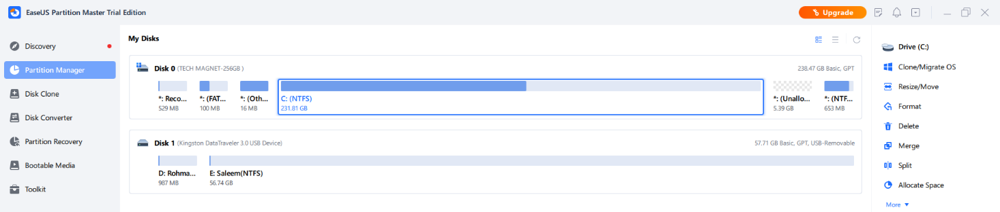 EaseUS Partition Master Trial Edition
Upgrade
Discovery
Partition Manager
Disk Clone
Disk Converter
Partition Recovery
Bootable Media
Toolkit
My Disks
Disk 0 (TECH MAGNET-256GB )
238.47 GB Basic, GPT
*: Reco...
529 MB
*: (FAT...
100 MB
*: (Oth...
16 MB
C: (NTFS)
231.81 GB
*: (Unallo...
5.39 GB
*: (NTF...
653 MB
Disk 1 (Kingston DataTraveler 3.0 USB Device)
57.71 GB Basic, GPT, USB-Removable
D: Rohma...
987 MB
E: Saleem(NTFS)
56.74 GB
Drive (C:)
Clone/Migrate OS
Resize/Move
Format
Delete
Merge
Split
Allocate Space
More